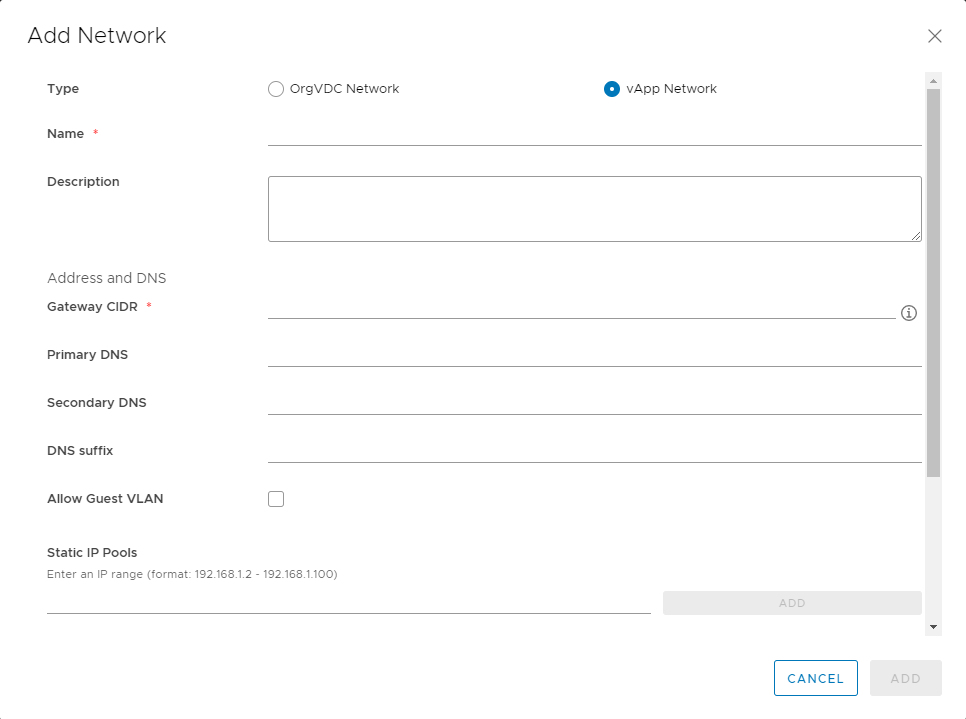 Add Network
Type
OrgVDC Network
vApp Network
Name *
Description
Address and DNS
Gateway CIDR *
Primary DNS
Secondary DNS
DNS suffix
Allow Guest VLAN
Static IP Pools
Enter an IP range (format: 192.168.1.2 - 192.168.1.100)
ADD
CANCEL
ADD